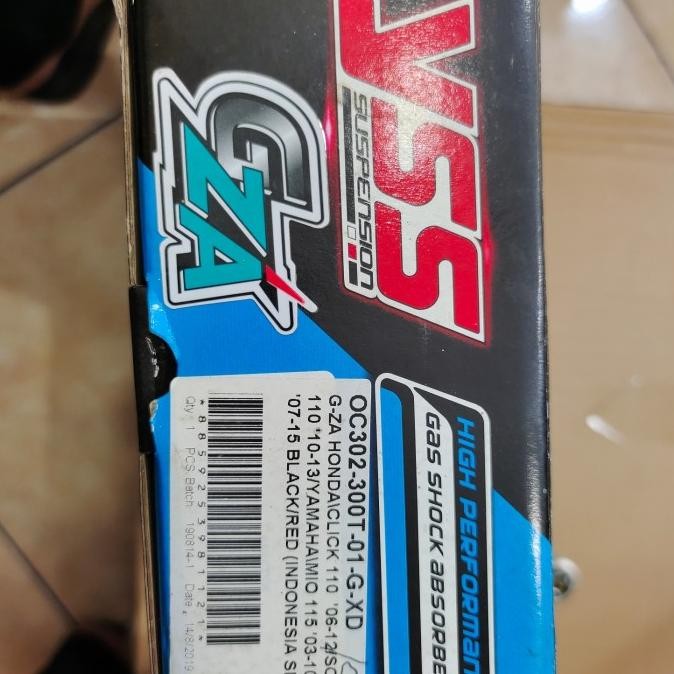 YSS
SUSPENSION
G-ZA
HIGH PERFORMAN
Gas SHOCK aBSORBE
OC302-300T-01-G-XD
G-ZA HONDA\CLICK 110 '06-12/SC
110 '10-13/YAMAHA\MIO 115 '03-10
'07-15 BLACK/RED (INDONESIA S
*8859253981121*
Qty : 1 PCS Batch 190814-1 Date : 14/8/2019